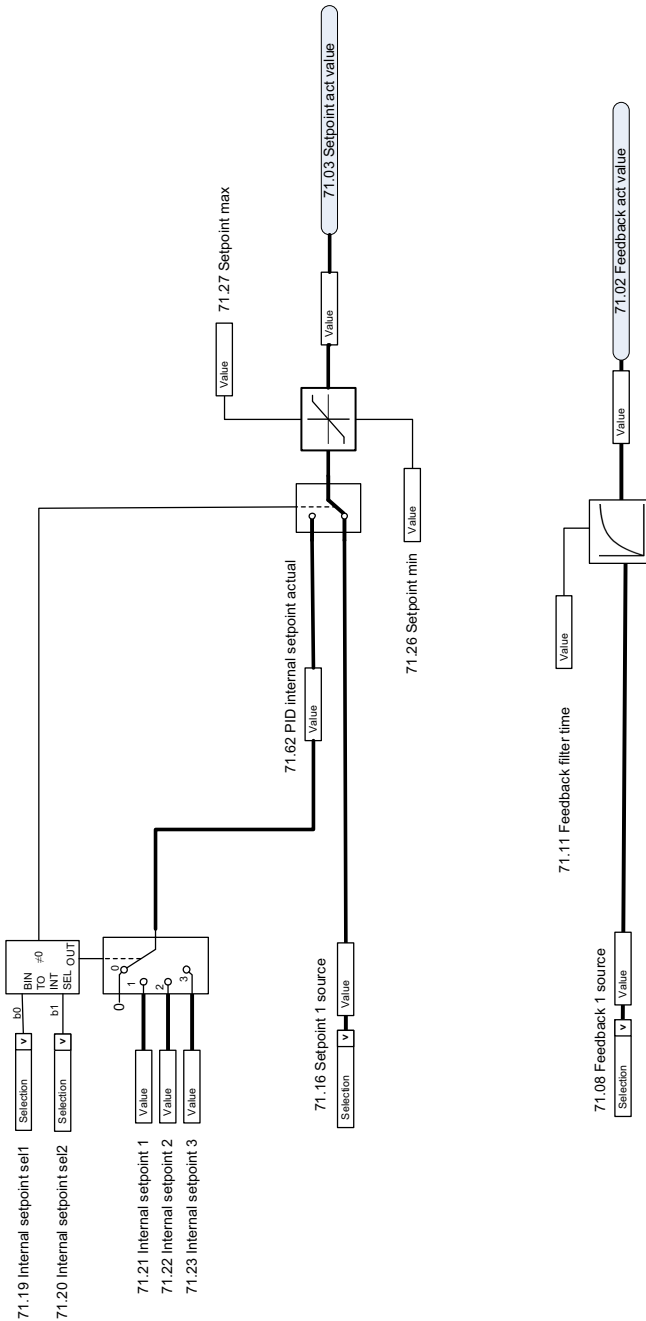 71.19 Internal setpoint sel1
Selection
v
b0
71.20 Internal setpoint sel2
Selection
v
b1
BIN
TO
INT
SEL
≠0
OUT
0
0
1
2
3
71.21 Internal setpoint 1
Value
71.22 Internal setpoint 2
Value
71.23 Internal setpoint 3
Value
71.62 PID internal setpoint actual
Value
71.16 Setpoint 1 source
Selection
v
Value
71.27 Setpoint max
Value
71.26 Setpoint min
Value
Value
71.03 Setpoint act value
71.11 Feedback filter time
Value
71.08 Feedback 1 source
Selection
v
Value
Value
71.02 Feedback act value